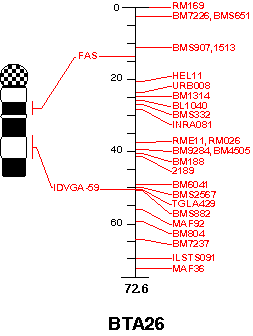 0
RM169
BM7226, BMS651
BMS907,1513
FAS
20
HEL11
URB008
BM1314
BL1040
BMS332
INRA081
RME11, RM026
40
BM9284, BM4505
BM188
2189
IDVGA-59
BM6041
BMS2567
TGLA429
BMS882
60
MAF92
BM804
BM7237
ILSTS091
MAF36
72.6
BTA26